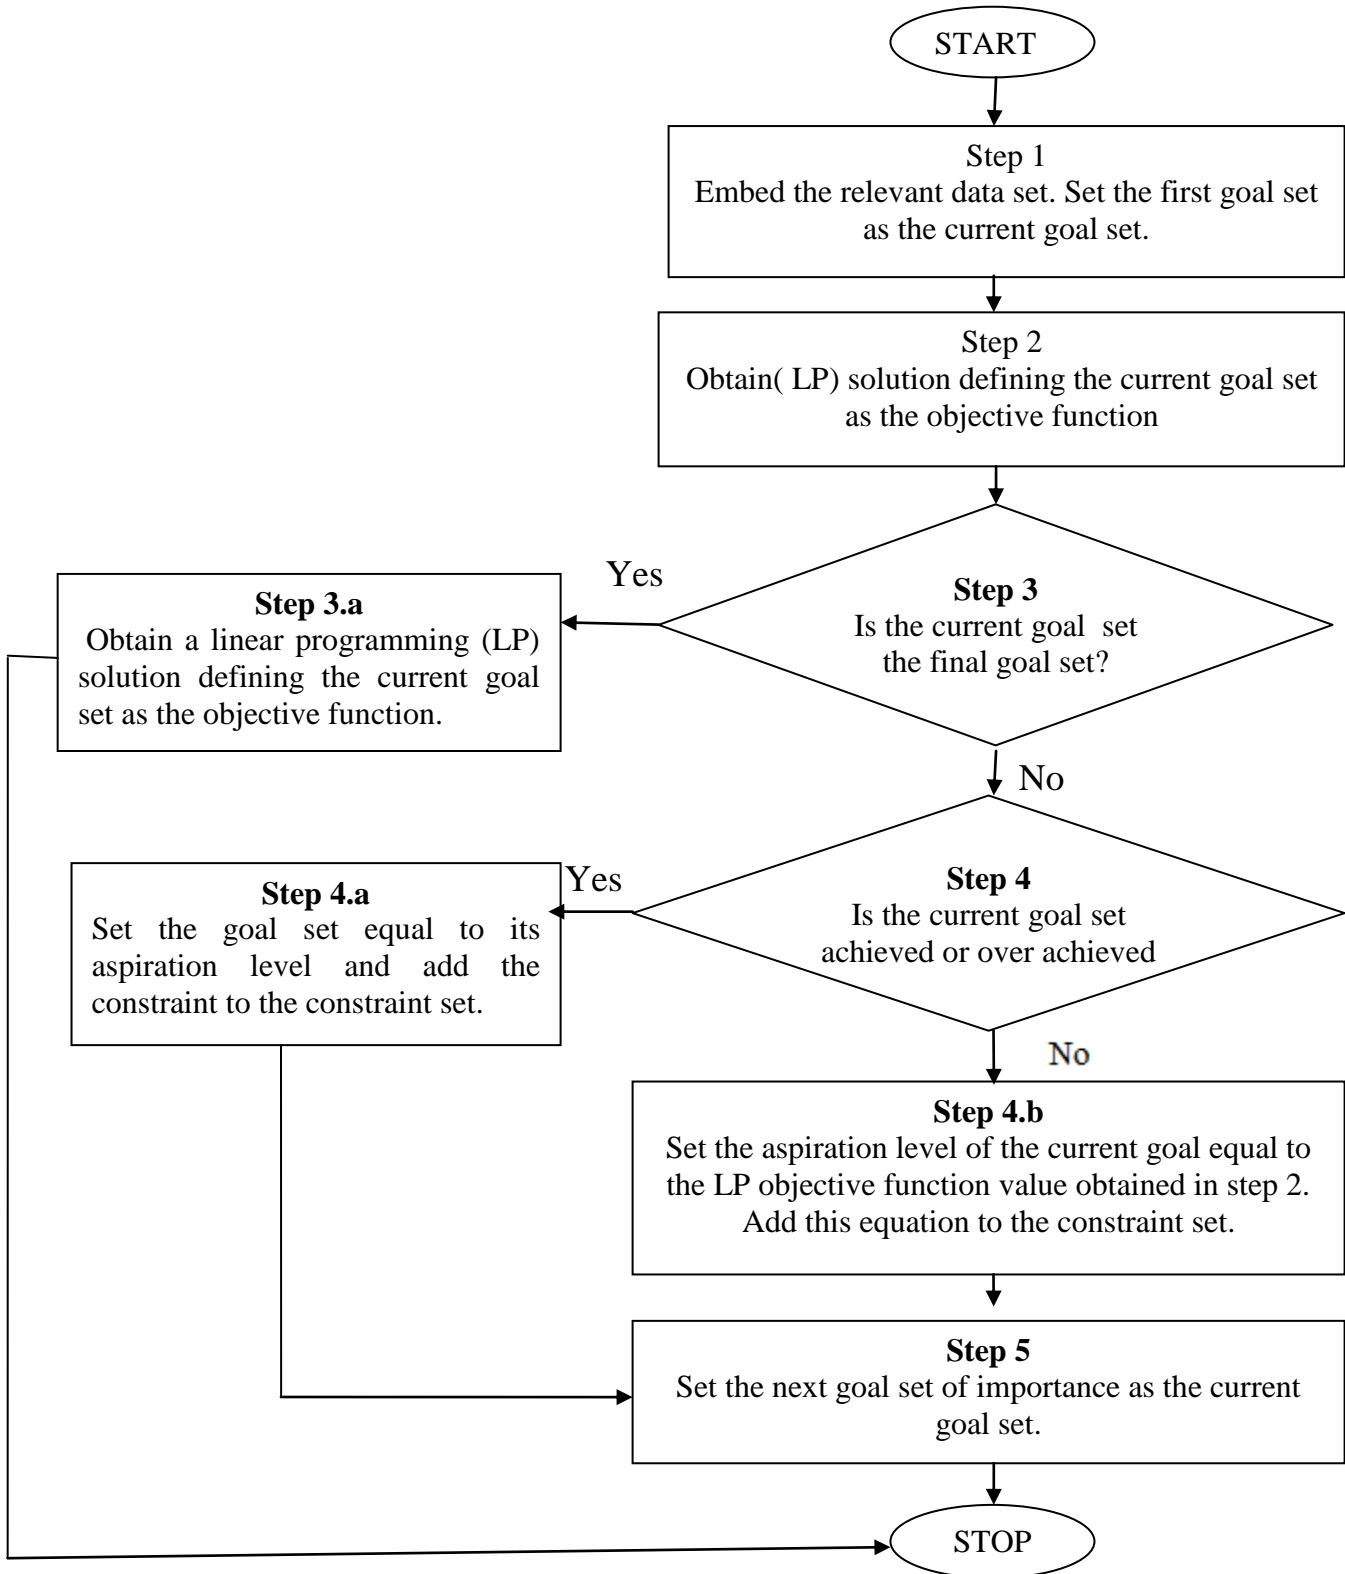 START
Step 1
Embed the relevant data set. Set the first goal set
as the current goal set.
Step 2
Obtain( LP) solution defining the current goal set
as the objective function
Yes
Step 3
Is the current goal set
the final goal set?
Step 3.a
Obtain a linear programming (LP)
solution defining the current goal
set as the objective function.
No
Yes
Step 4
Is the current goal set
achieved or over achieved
Step 4.a
Set the goal set equal to its
aspiration level and add the
constraint to the constraint set.
No
Step 4.b
Set the aspiration level of the current goal equal to
the LP objective function value obtained in step 2.
Add this equation to the constraint set.
Step 5
Set the next goal set of importance as the current
goal set.
STOP